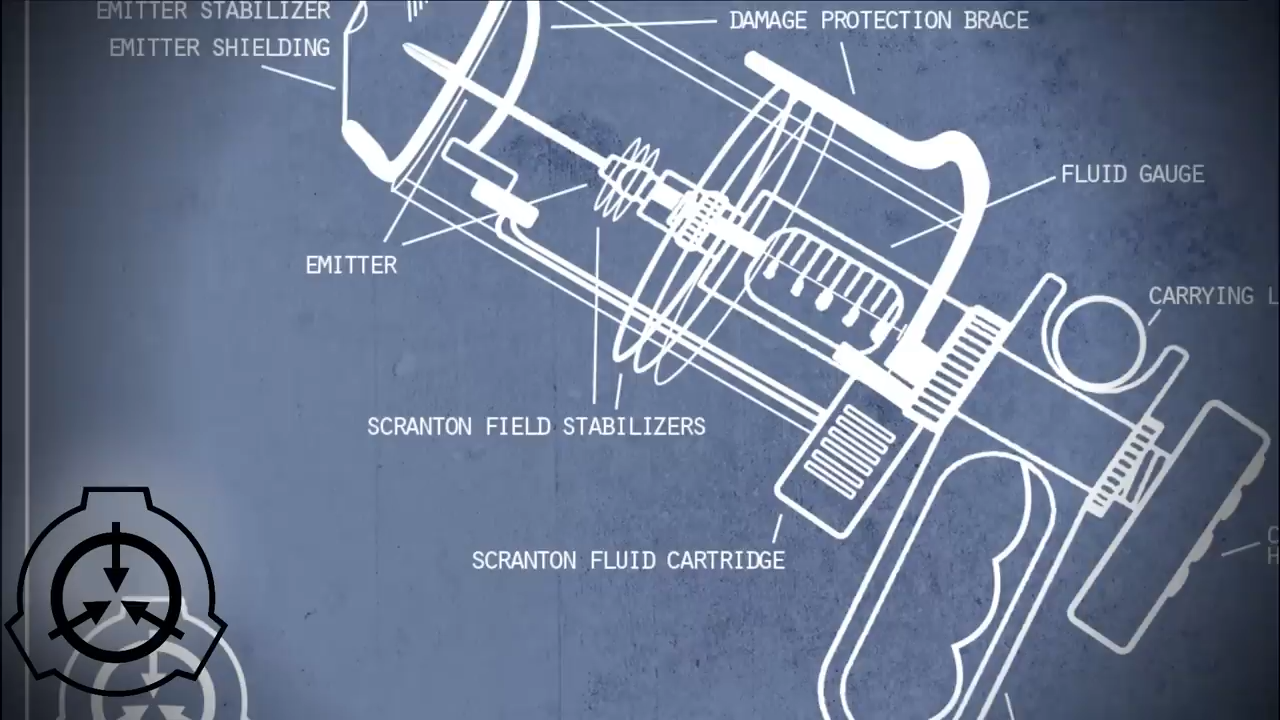 EMITTER STABILIZER
DAMAGE PROTECTION BRACE
EMITTER SHIELDING
FLUID GAUGE
EMITTER
CARRYING L
SCRANTON FIELD STABILIZERS
SCRANTON FLUID CARTRIDGE
C
H